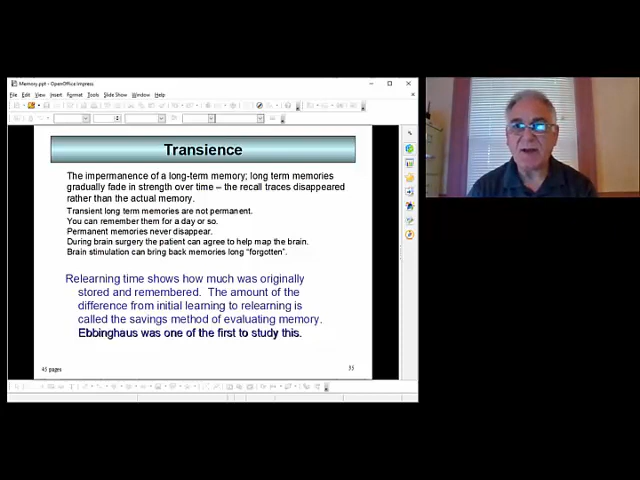 Memory.ppt - OpenOffice Impress
File Edit View Insert Format Tools Slide Show Window Help
Transience
The impermanence of a long-term memory; long term memories
gradually fade in strength over time – the recall traces disappeared
rather than the actual memory.
Transient long term memories are not permanent.
You can remember them for a day or so.
Permanent memories never disappear.
During brain surgery the patient can agree to help map the brain.
Brain stimulation can bring back memories long "forgotten".
Relearning time shows how much was originally
stored and remembered. The amount of the
difference from initial learning to relearning is
called the savings method of evaluating memory.
Ebbinghaus was one of the first to study this.
45 pages